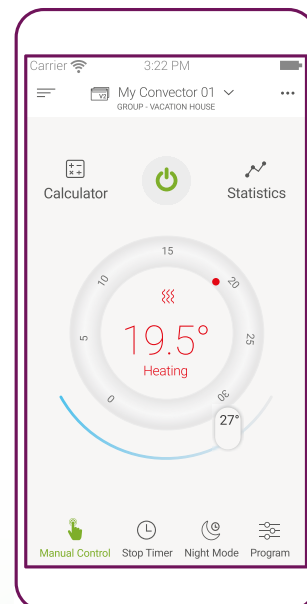 Carrier 3:22 PM
V2 My Convector 01
GROUP - VACATION HOUSE
Calculator Statistics
0
5
10
15
20
25
30
19.5°
Heating
27°
Manual Control Stop Timer Night Mode Program